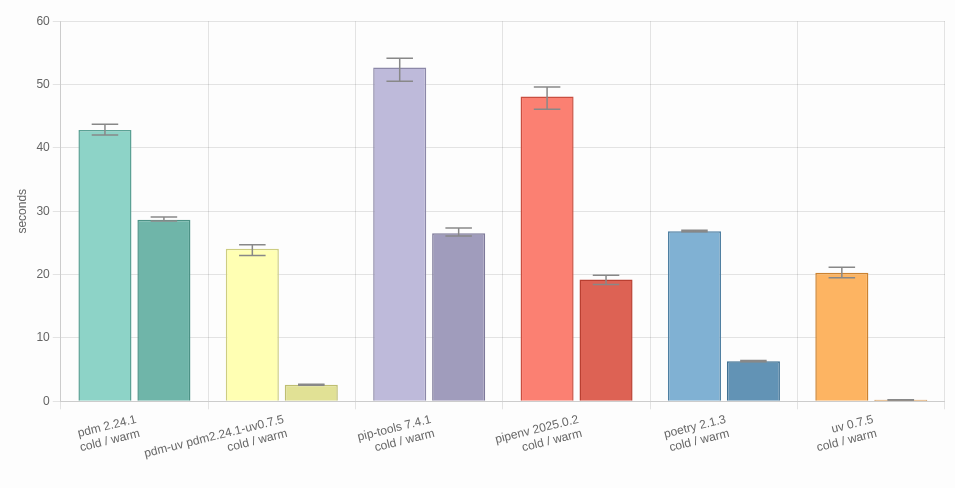 60
50
40
30
20
10
0
seconds
pdm 2.24.1
cold / warm
pdm-uv pdm2.24.1-uv0.7.5
cold / warm
pip-tools 7.4.1
cold / warm
pipenv 2025.0.2
cold / warm
poetry 2.1.3
cold / warm
uv 0.7.5
cold / warm